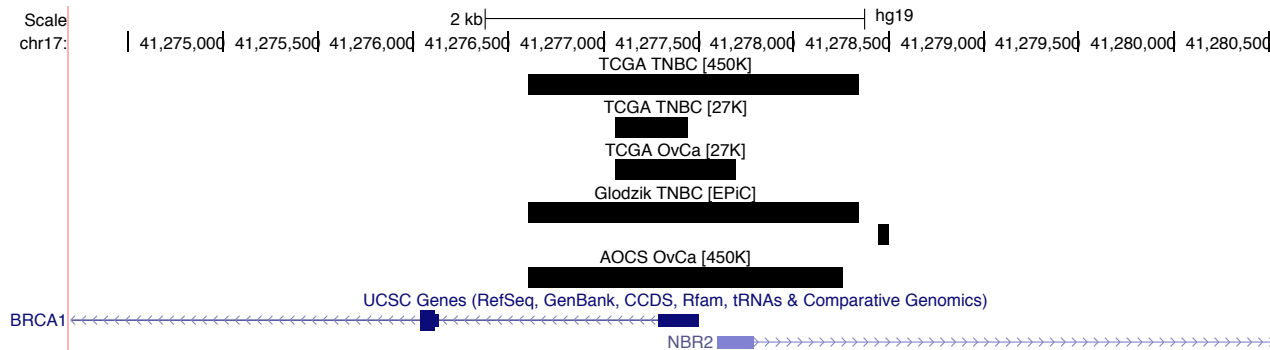 Scale 2 kb hg19
chr17: 41,275,000 41,275,500 41,276,000 41,276,500 41,277,000 41,277,500 41,278,000 41,278,500 41,279,000 41,279,500 41,280,000 41,280,500
TCGA TNBC [450K]
TCGA TNBC [27K]
TCGA OvCa [27K]
Glodzik TNBC [EPiC]
AOCS OvCa [450K]
UCSC Genes (RefSeq, GenBank, CCDS, Rfam, tRNAs & Comparative Genomics)
BRCA1
NBR2